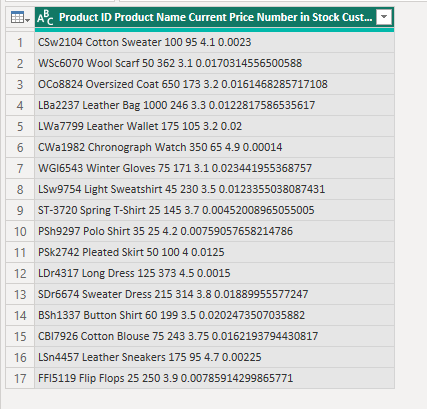 ABC Product ID Product Name Current Price Number in Stock Cust...
1 CSw2104 Cotton Sweater 100 95 4.1 0.0023
2 WSc6070 Wool Scarf 50 362 3.1 0.0170314556500588
3 OCo8824 Oversized Coat 650 173 3.2 0.0161468285717108
4 LBa2237 Leather Bag 1000 246 3.3 0.0122817586535617
5 LWa7799 Leather Wallet 175 105 3.2 0.02
6 CWa1982 Chronograph Watch 350 65 4.9 0.00014
7 WGl6543 Winter Gloves 75 171 3.1 0.023441955368757
8 LSw9754 Light Sweatshirt 45 230 3.5 0.0123355038087431
9 ST-3720 Spring T-Shirt 25 145 3.7 0.00452008965055005
10 PSh9297 Polo Shirt 35 25 4.2 0.00759057658214786
11 PSk2742 Pleated Skirt 50 100 4 0.0125
12 LDr4317 Long Dress 125 373 4.5 0.0015
13 SDr6674 Sweater Dress 215 314 3.8 0.01889955577247
14 BSh1337 Button Shirt 60 199 3.5 0.0202473507035882
15 CBl7926 Cotton Blouse 75 243 3.75 0.0162193794430817
16 LSn4457 Leather Sneakers 175 95 4.7 0.00225
17 FFl5119 Flip Flops 25 250 3.9 0.00785914299865771